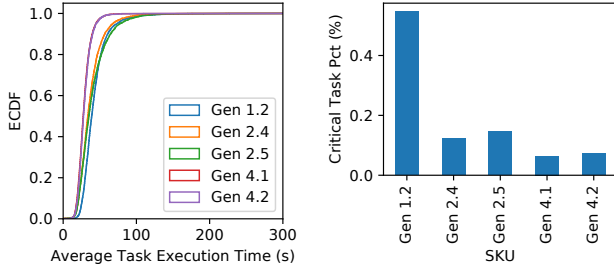 ECDF
1.0
0.8
0.6
0.4
0.2
0.0
Gen 1.2
Gen 2.4
Gen 2.5
Gen 4.1
Gen 4.2
0
100
200
300
Average Task Execution Time (s)
Critical Task Pct (%)
0.4
0.2
0.0
Gen 1.2
Gen 2.4
Gen 2.5
Gen 4.1
Gen 4.2
SKU